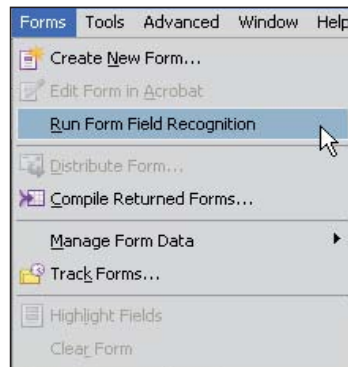 Forms Tools Advanced Window Help
Create New Form...
Edit Form in Acrobat
Run Form Field Recognition
Distribute Form...
Compile Returned Forms...
Manage Form Data
Track Forms...
Highlight Fields
Clear Form